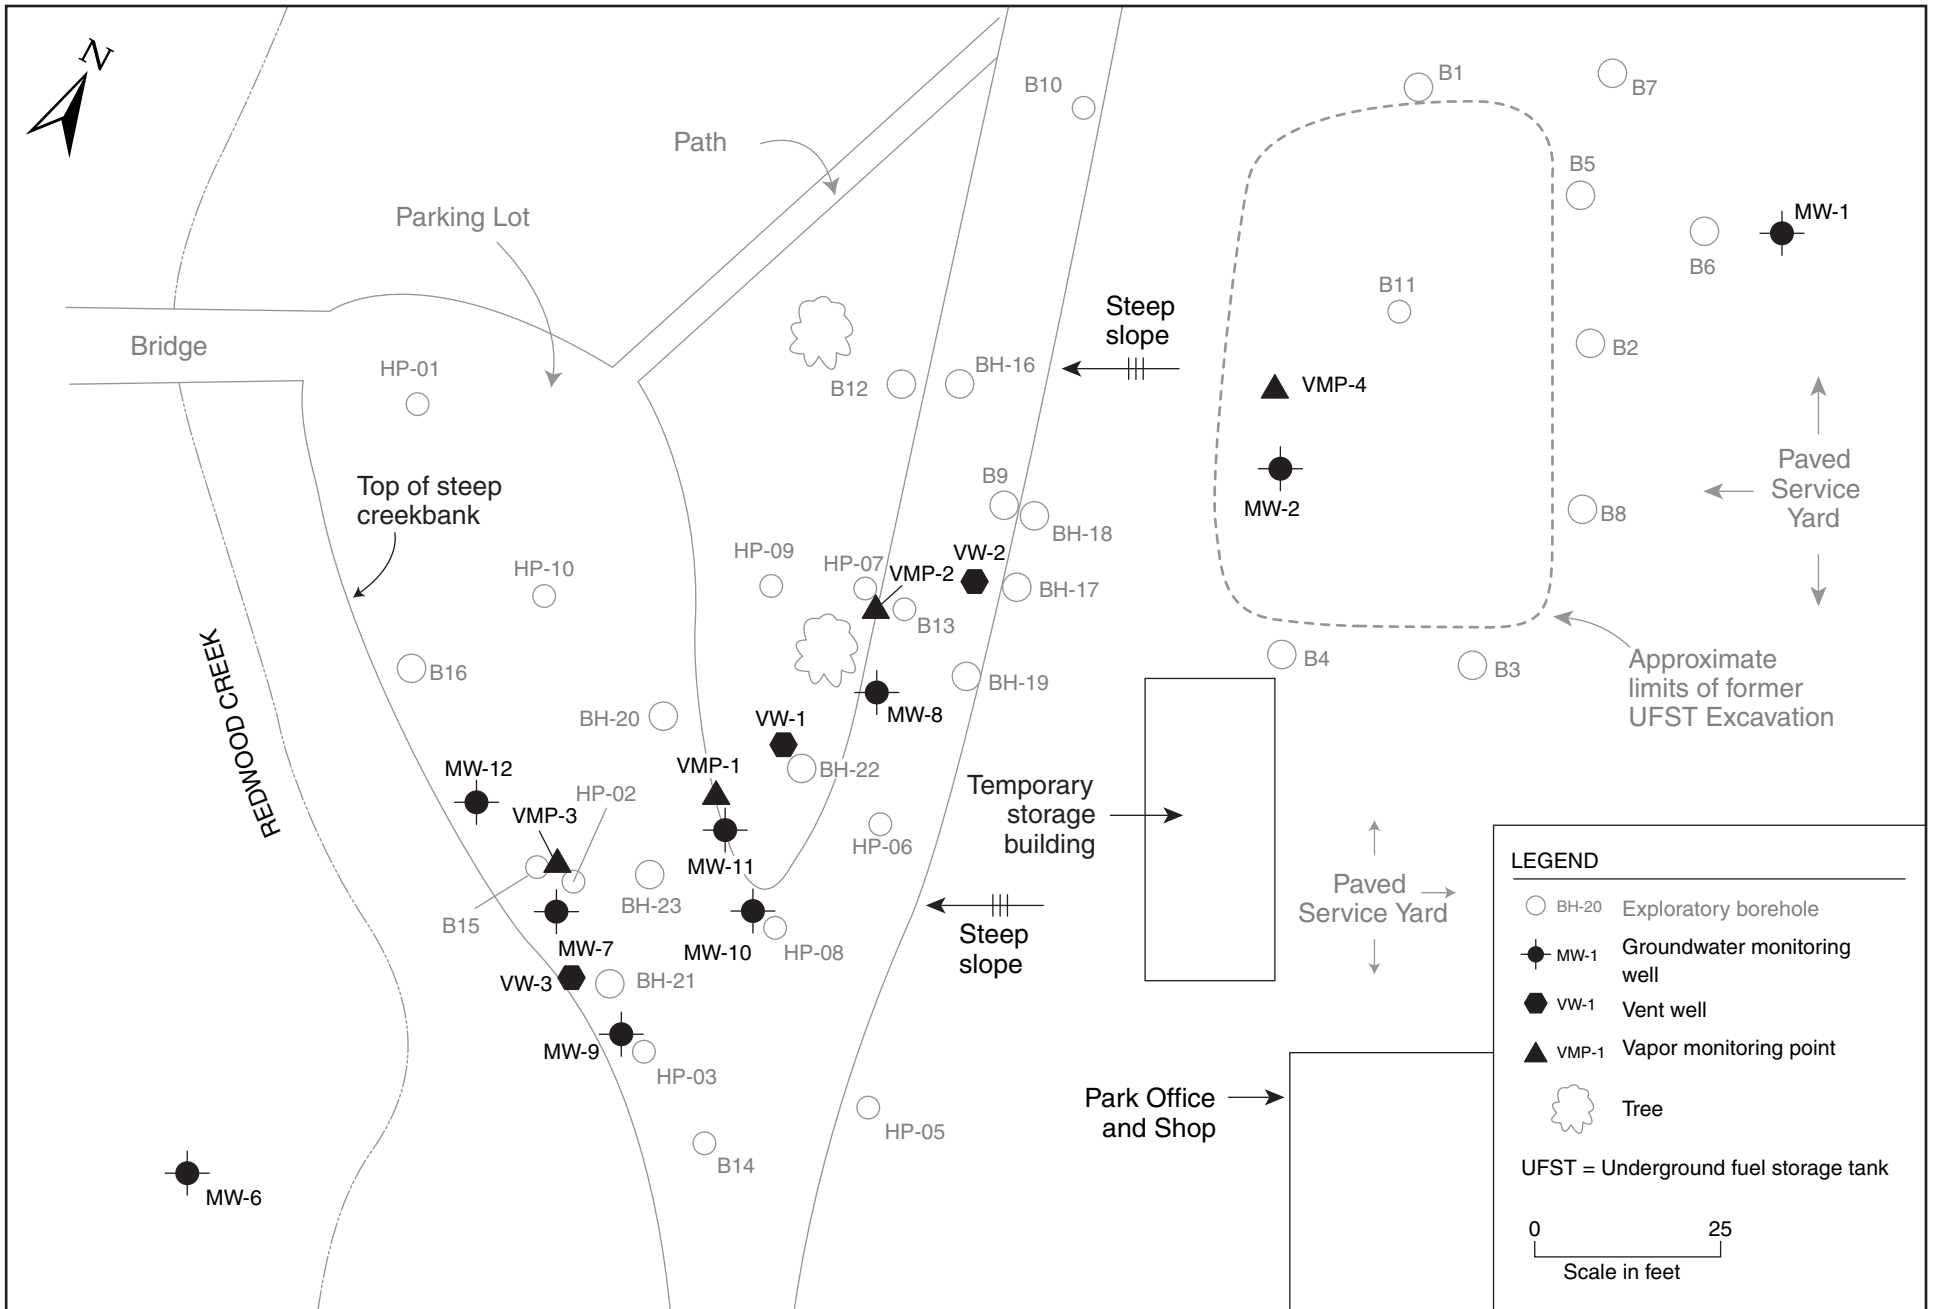 N
B10
B1
B7
Path
B5
Parking Lot
MW-1
B6
B11
Steep
slope
Bridge
HP-01
B12
BH-16
B2
VMP-4
Top of steep
creekbank
B9
MW-2
B8
Paved
Service
Yard
BH-18
HP-10
HP-09
HP-07
VMP-2
VW-2
BH-17
B13
REDWOOD CREEK
B16
BH-19
B4
B3
Approximate
limits of former
UFST Excavation
BH-20
VW-1
MW-8
MW-12
VMP-1
BH-22
HP-02
VMP-3
Temporary
storage
building
MW-11
HP-06
B15
BH-23
Paved
Service Yard
MW-7
MW-10
HP-08
Steep
slope
VW-3
BH-21
MW-9
HP-03
HP-05
B14
Park Office
and Shop
MW-6
LEGEND
BH-20 Exploratory borehole
MW-1 Groundwater monitoring
well
VW-1 Vent well
VMP-1 Vapor monitoring point
Tree
UFST = Underground fuel storage tank
0 25
Scale in feet